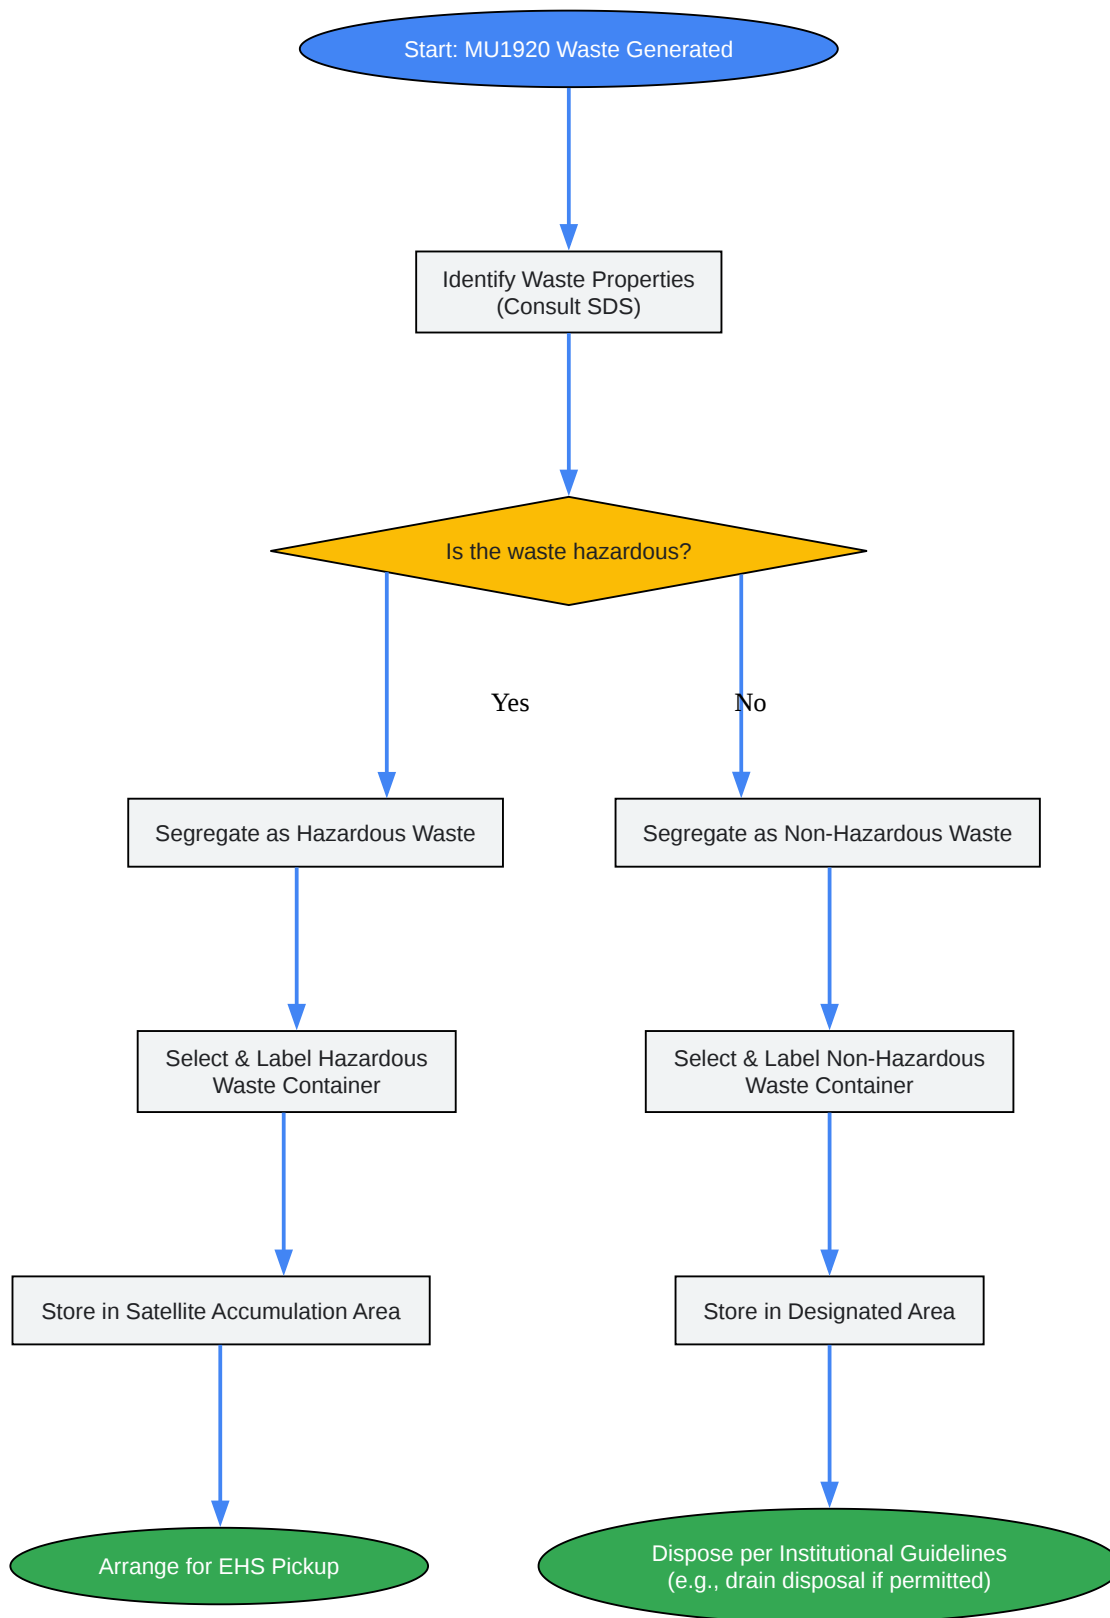 Start: MU1920 Waste Generated
Identify Waste Properties
(Consult SDS)
Is the waste hazardous?
Yes
No
Segregate as Hazardous Waste
Segregate as Non-Hazardous Waste
Select & Label Hazardous
Waste Container
Select & Label Non-Hazardous
Waste Container
Store in Satellite Accumulation Area
Store in Designated Area
Arrange for EHS Pickup
Dispose per Institutional Guidelines
(e.g., drain disposal if permitted)